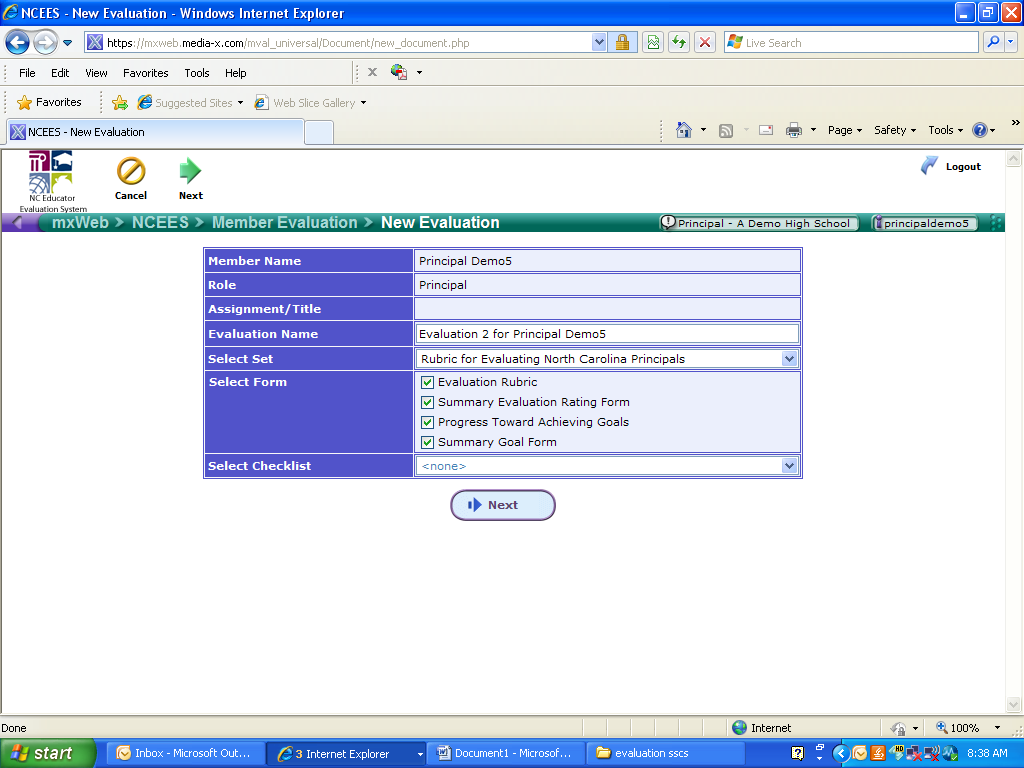 NCEES - New Evaluation - Windows Internet Explorer
https://mxweb.media-x.com/mval_universal/Document/new_document.php
Live Search
File Edit View Favorites Tools Help
Favorites Suggested Sites Web Slice Gallery
NCEES - New Evaluation
Page Safety Tools
NC Educator
Evaluation System
Cancel
Next
Logout
mxWeb > NCEES > Member Evaluation > New Evaluation
Principal - A Demo High School
principaldemo5
Member Name Principal Demo5
Role Principal
Assignment/Title
Evaluation Name Evaluation 2 for Principal Demo5
Select Set Rubric for Evaluating North Carolina Principals
Select Form Evaluation Rubric
Summary Evaluation Rating Form
Progress Toward Achieving Goals
Summary Goal Form
Select Checklist <none>
Next
Done Internet 100%
start Inbox - Microsoft Out... 3 Internet Explorer Document1 - Microsof... evaluation sscs 8:38 AM